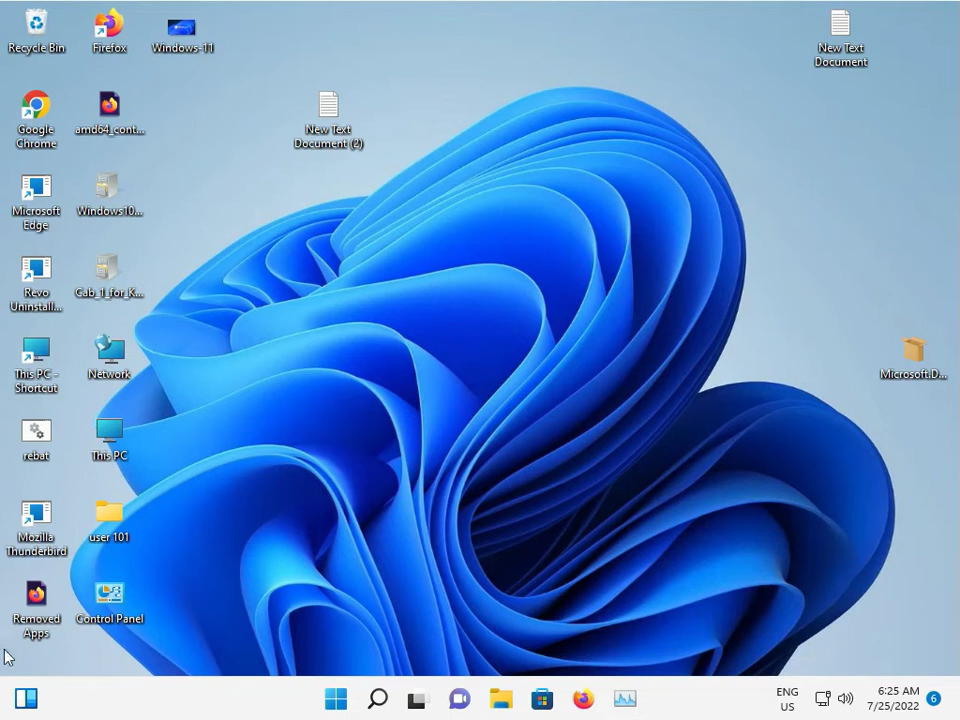 Recycle Bin
Firefox
Windows-11
New Text
Document
Google
Chrome
amd64_cont...
New Text
Document (2)
Microsoft
Edge
Windows10...
Revo
Uninstall...
Cab_1_for_K...
This PC -
Shortcut
Network
Microsoft.D...
rebat
This PC
Mozilla
Thunderbird
user 101
Removed
Apps
Control Panel
ENG
US
6:25 AM
7/25/2022
6